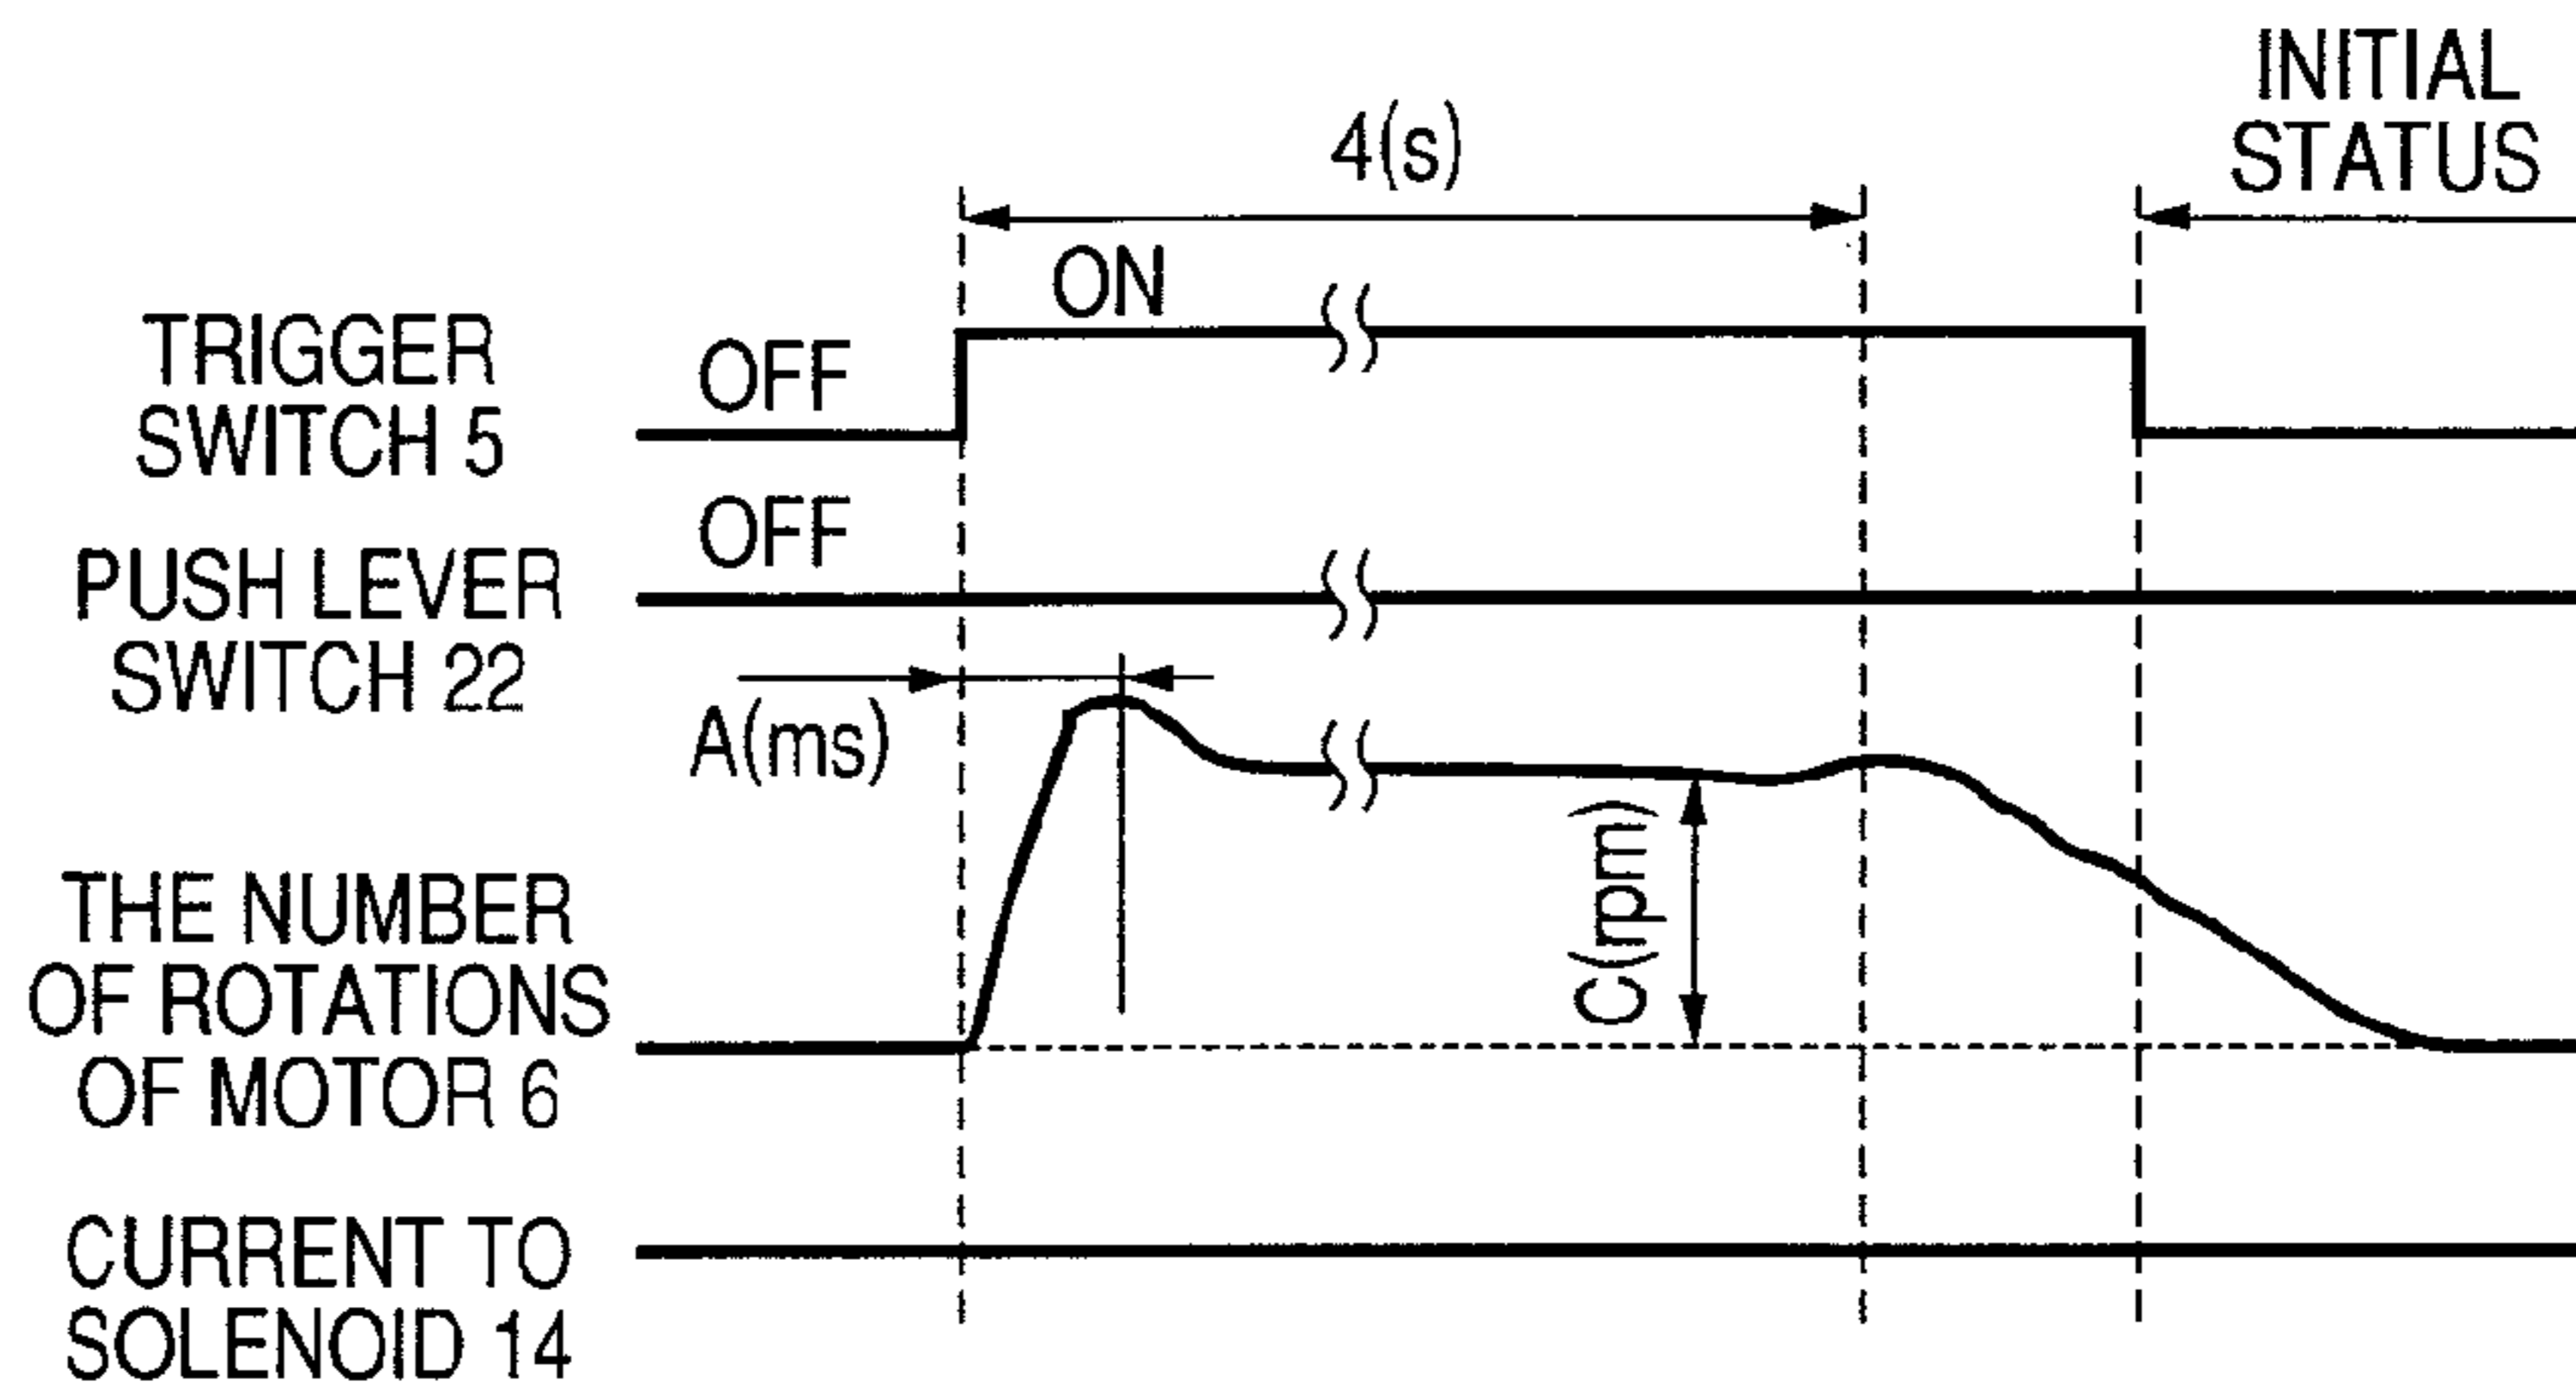 INITIAL
STATUS
4(s)
ON
TRIGGER
SWITCH 5
OFF
OFF
PUSH LEVER
SWITCH 22
A(ms)
C(rpm)
THE NUMBER
OF ROTATIONS
OF MOTOR 6
CURRENT TO
SOLENOID 14